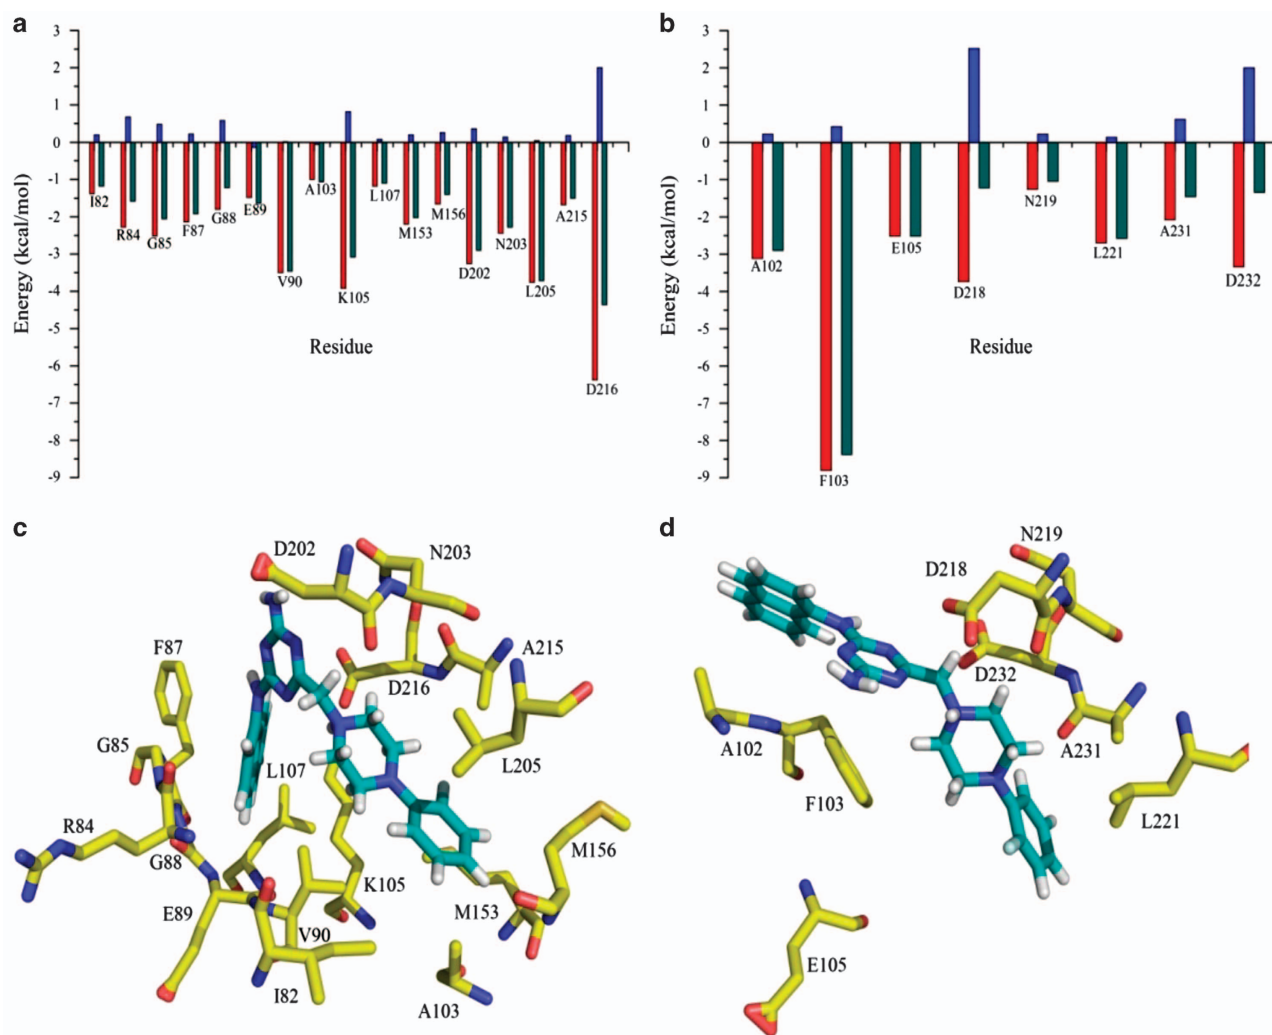 a
3
2
1
0
-1
-2
-3
-4
-5
-6
-7
-8
-9
Energy (kcal/mol)
I82
R84
G85
F87
G88
E89
V90
A103
K105
L107
M153
M156
D202
N203
L205
A215
D216
Residue
b
3
2
1
0
-1
-2
-3
-4
-5
-6
-7
-8
-9
Energy (kcal/mol)
A102
F103
E105
D218
N219
L221
A231
D232
Residue
c
D202
N203
F87
A215
D216
G85
L107
L205
R84
G88
M156
K105
E89
M153
V90
I82
A103
d
N219
D218
D232
A102
A231
F103
L221
E105